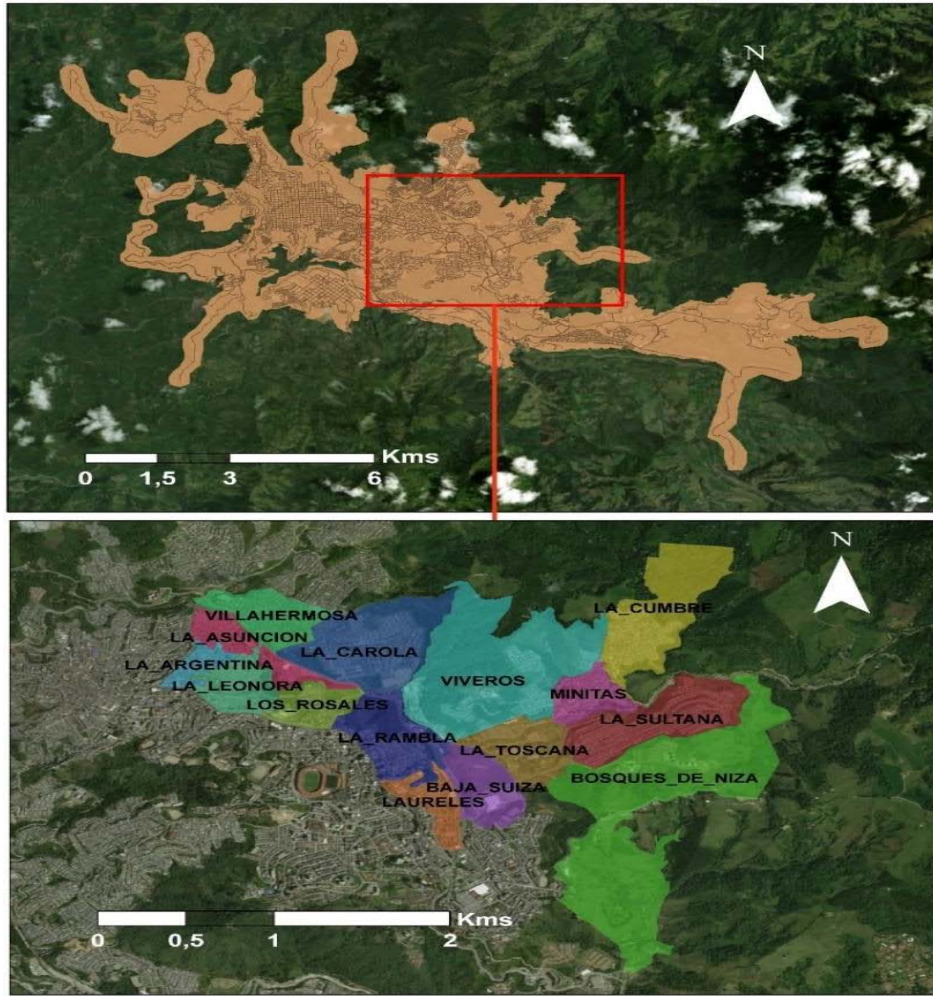 N
Kms
0 1,5 3 6
N
LA_CUMBRE
VILLAHERMOSA
LA_ASUNCION
LA_CAROLA
LA_ARGENTINA
VIVEROS
LA_LEONORA
MINITAS
LOS_ROSALES
LA_SULTANA
LA_RAMBLA
LA_TOSCANA
BOSQUES_DE_NIZA
BAJA_SUIZA
LAURELES
Kms
0 0,5 1 2